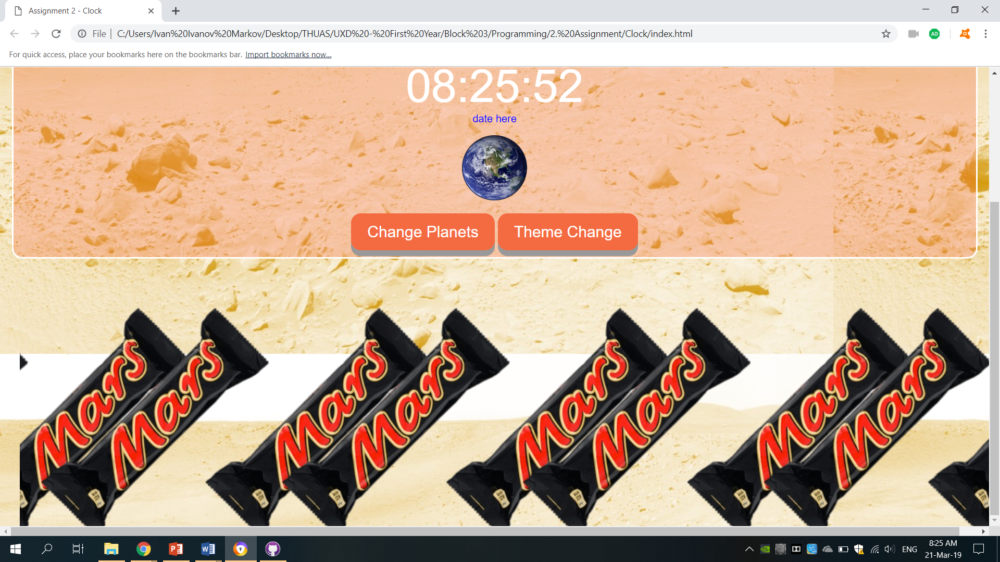 Assignment 2 - Clock
File
C:/Users/Ivan%20Ivanov%20Markov/Desktop/THUAS/UXD%20-%20First%20Year/Block%203/Programming/2.%20Assignment/Clock/index.html
AD
For quick access, place your bookmarks here on the bookmarks bar. Import bookmarks now...
08:25:52
date here
Change Planets
Theme Change
Mars Mars Mars Mars Mars Mars Mars Mars
ENG
8:25 AM
21-Mar-19